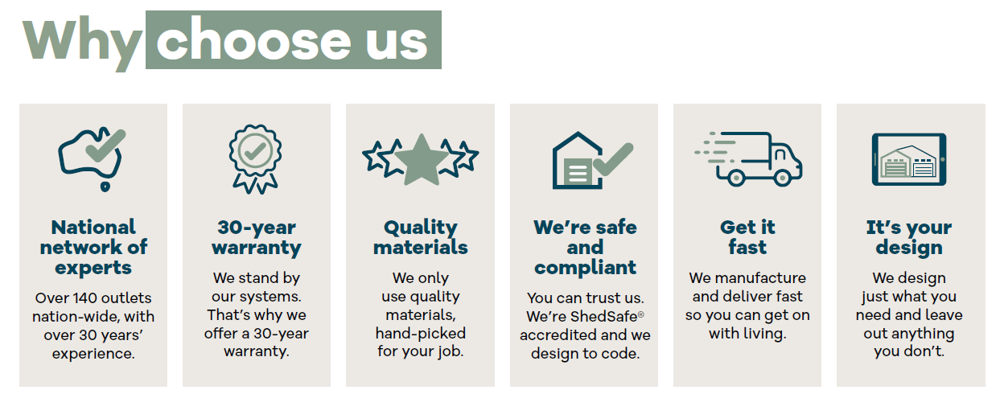 Why choose us
National
network of
experts
Over 140 outlets
nation-wide, with
over 30 years’
experience.
30-year
warranty
We stand by
our systems.
That’s why we
offer a 30-year
warranty.
Quality
materials
We only
use quality
materials,
hand-picked
for your job.
We’re safe
and
compliant
You can trust us.
We’re ShedSafe®
accredited and we
design to code.
Get it
fast
We manufacture
and deliver fast
so you can get on
with living.
It’s your
design
We design
just what you
need and leave
out anything
you don’t.